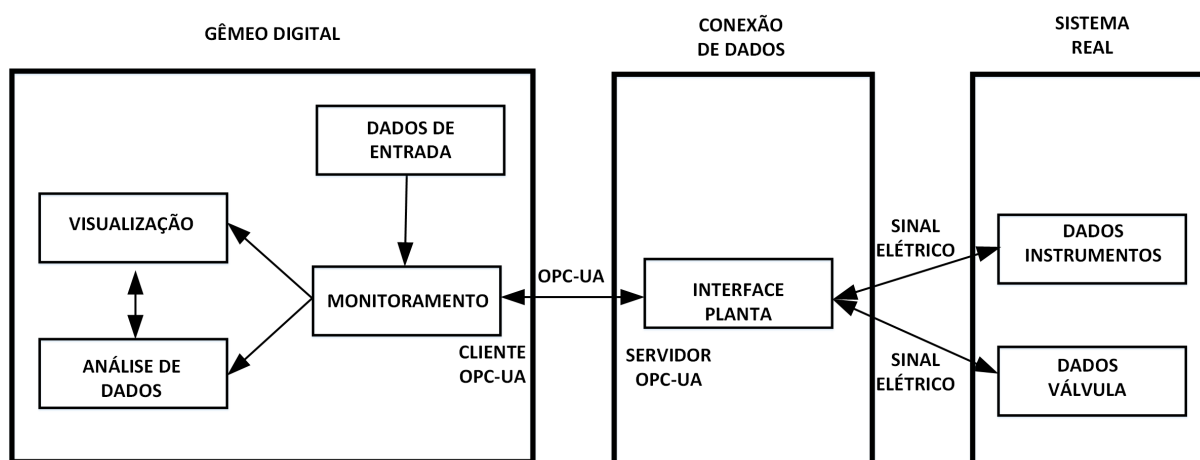 GÊMEO DIGITAL
CONEXÃO
DE DADOS
SISTEMA
REAL
DADOS DE
ENTRADA
VISUALIZAÇÃO
MONITORAMENTO
ANÁLISE DE
DADOS
CLIENTE
OPC-UA
OPC-UA
INTERFACE
PLANTA
SERVIDOR
OPC-UA
SINAL
ELÉTRICO
SINAL
ELÉTRICO
DADOS
INSTRUMENTOS
DADOS
VÁLVULA